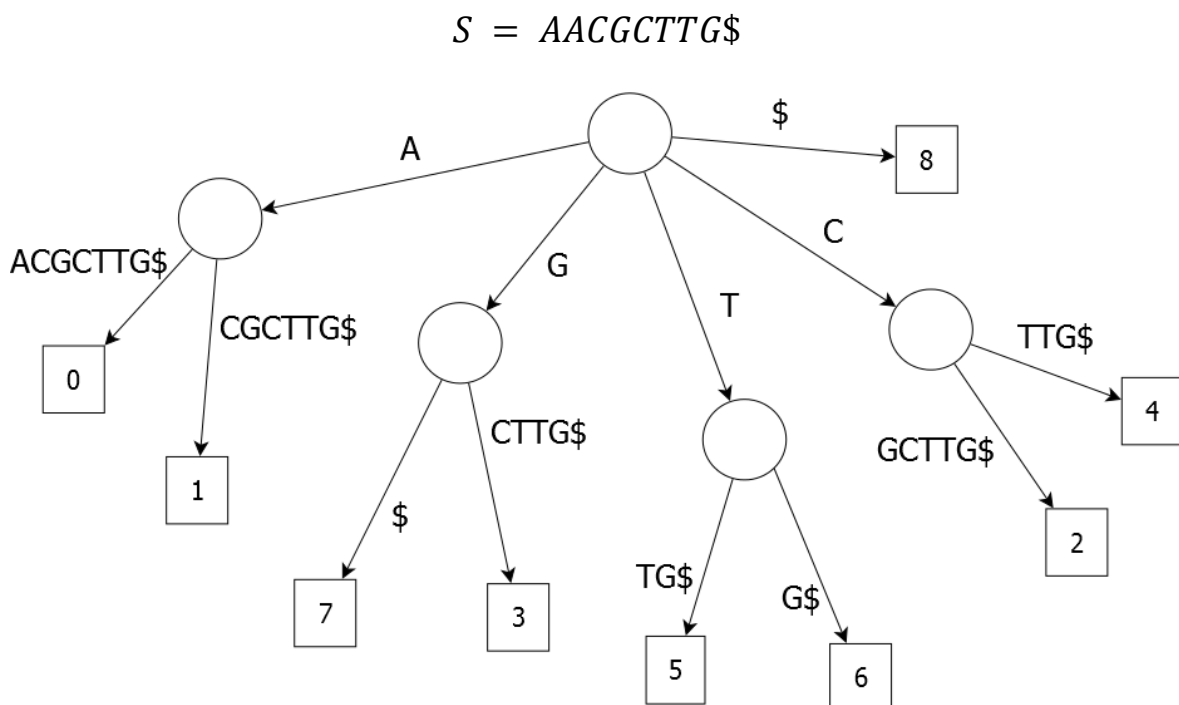 S = AACGCTTG$
$
A
8
C
ACGCTTG$
G
T
CGCTTG$
TTG$
0
4
CTTG$
GCTTG$
1
$
2
TG$
G$
7
3
5
6